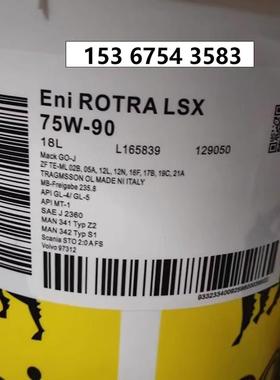 153 6754 3583
Eni ROTRA LSX
75W-90
18L L165839 129050
Mack GO-J
ZF TE-ML 02B, 05A, 12L, 12N, 16F, 17B, 19C, 21A
TRAGMSSON OL MADE NI ITALY
MB-Freigabe 235.8
API GL-4/ GL-5
API MT-1
SAE J 2360
MAN 341 Typ Z2
MAN 342 Typ S1
Scania STO 2:0 A FS
Volvo 97312